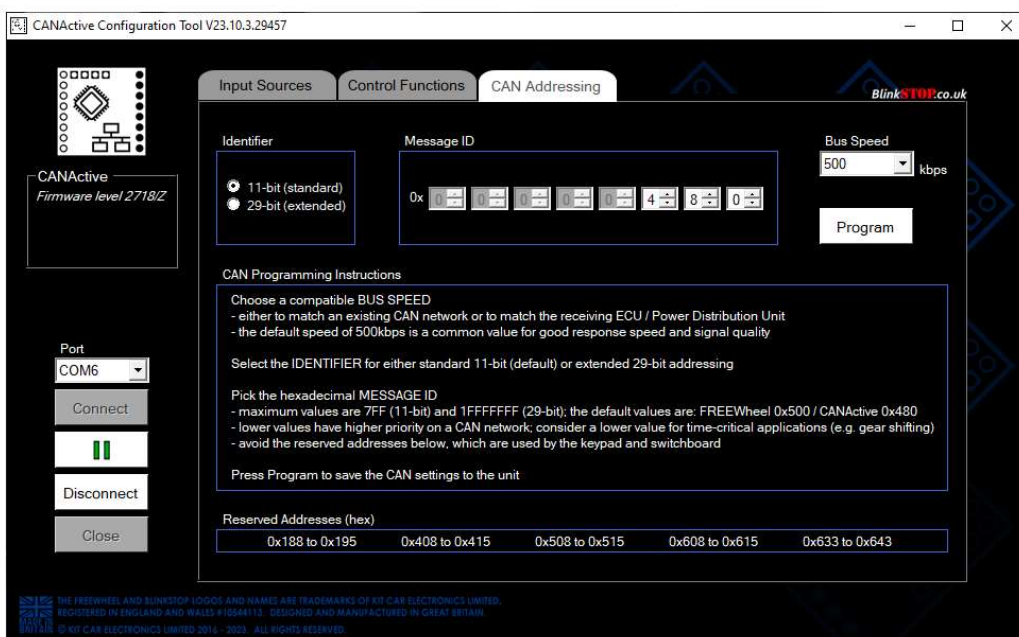 CANActive Configuration Tool V23.10.3.29457
Input Sources
Control Functions
CAN Addressing
BlinkSTOP.co.uk
CANActive
Firmware level 2718/Z
Identifier
11-bit (standard)
29-bit (extended)
Message ID
0x 0 0 0 0 0 4 8 0
Bus Speed
500 kbps
Program
CAN Programming Instructions
Choose a compatible BUS SPEED
- either to match an existing CAN network or to match the receiving ECU / Power Distribution Unit
- the default speed of 500kbps is a common value for good response speed and signal quality
Select the IDENTIFIER for either standard 11-bit (default) or extended 29-bit addressing
Pick the hexadecimal MESSAGE ID
- maximum values are 7FF (11-bit) and 1FFFFFFF (29-bit); the default values are: FREEWheel 0x500 / CANActive 0x480
- lower values have higher priority on a CAN network; consider a lower value for time-critical applications (e.g. gear shifting)
- avoid the reserved addresses below, which are used by the keypad and switchboard
Press Program to save the CAN settings to the unit
Reserved Addresses (hex)
0x188 to 0x195 0x408 to 0x415 0x508 to 0x515 0x608 to 0x615 0x633 to 0x643
Port
COM6
Connect
Disconnect
Close
MADE IN
BRITAIN
THE FREEWHEEL AND BLINKSTOP LOGOS AND NAMES ARE TRADEMARKS OF KIT CAR ELECTRONICS LIMITED,
REGISTERED IN ENGLAND AND WALES #10544113. DESIGNED AND MANUFACTURED IN GREAT BRITAIN.
© KIT CAR ELECTRONICS LIMITED 2016 - 2023. ALL RIGHTS RESERVED.